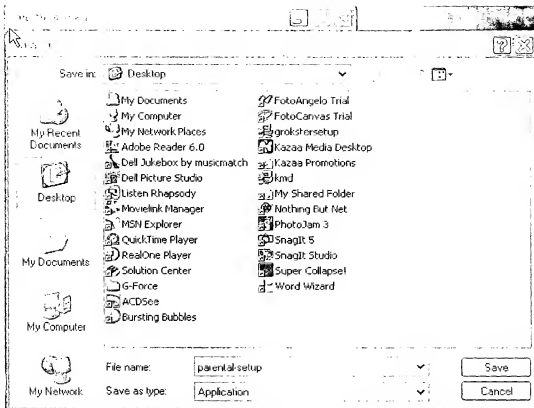 Save in: Desktop
My Recent Documents
Desktop
My Documents
My Computer
My Network
My Documents
My Computer
My Network Places
Adobe Reader 6.0
Dell Jukebox by musicmatch
Dell Picture Studio
Listen Rhapsody
Movielink Manager
MSN Explorer
QuickTime Player
RealOne Player
Solution Center
G-Force
ACDSee
Bursting Bubbles
FotoAngelo Trial
FotoCanvas Trial
grokstersetup
Kazaa Media Desktop
Kazaa Promotions
kmd
My Shared Folder
Nothing But Net
PhotoJam 3
SnagIt 5
SnagIt Studio
Super Collapse!
Word Wizard
File name: parental-setup Save
Save as type: Application Cancel